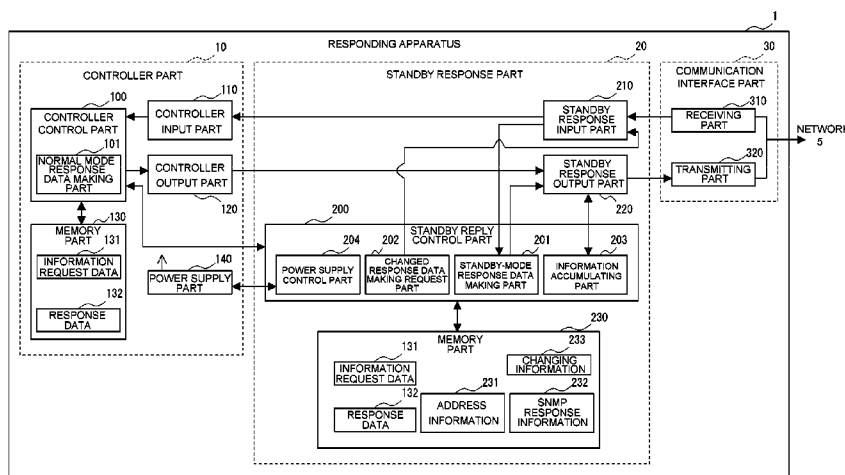 1
RESPONDING APPARATUS
10
CONTROLLER PART
20
STANDBY RESPONSE PART
30
COMMUNICATION
INTERFACE PART
100
CONTROLLER
CONTROL PART
101
NORMAL MODE
RESPONSE
DATA MAKING
PART
110
CONTROLLER
INPUT PART
CONTROLLER
OUTPUT PART
120
210
STANDBY
RESPONSE
INPUT PART
STANDBY
RESPONSE
OUTPUT PART
220
310
RECEIVING
PART
320
TRANSMITTING
PART
NETWORK
5
130
MEMORY
PART
131
INFORMATION
REQUEST DATA
132
RESPONSE
DATA
140
POWER SUPPLY
PART
200
STANDBY REPLY
CONTROL PART
204
POWER SUPPLY
CONTROL PART
202
CHANGED
RESPONSE DATA
MAKING REQUEST
PART
201
STANDBY-MODE
RESPONSE DATA
MAKING PART
203
INFORMATION
ACCUMULATING
PART
230
MEMORY
PART
131
INFORMATION
REQUEST DATA
132
RESPONSE
DATA
231
ADDRESS
INFORMATION
233
CHANGING
INFORMATION
232
SNMP
RESPONSE
INFORMATION